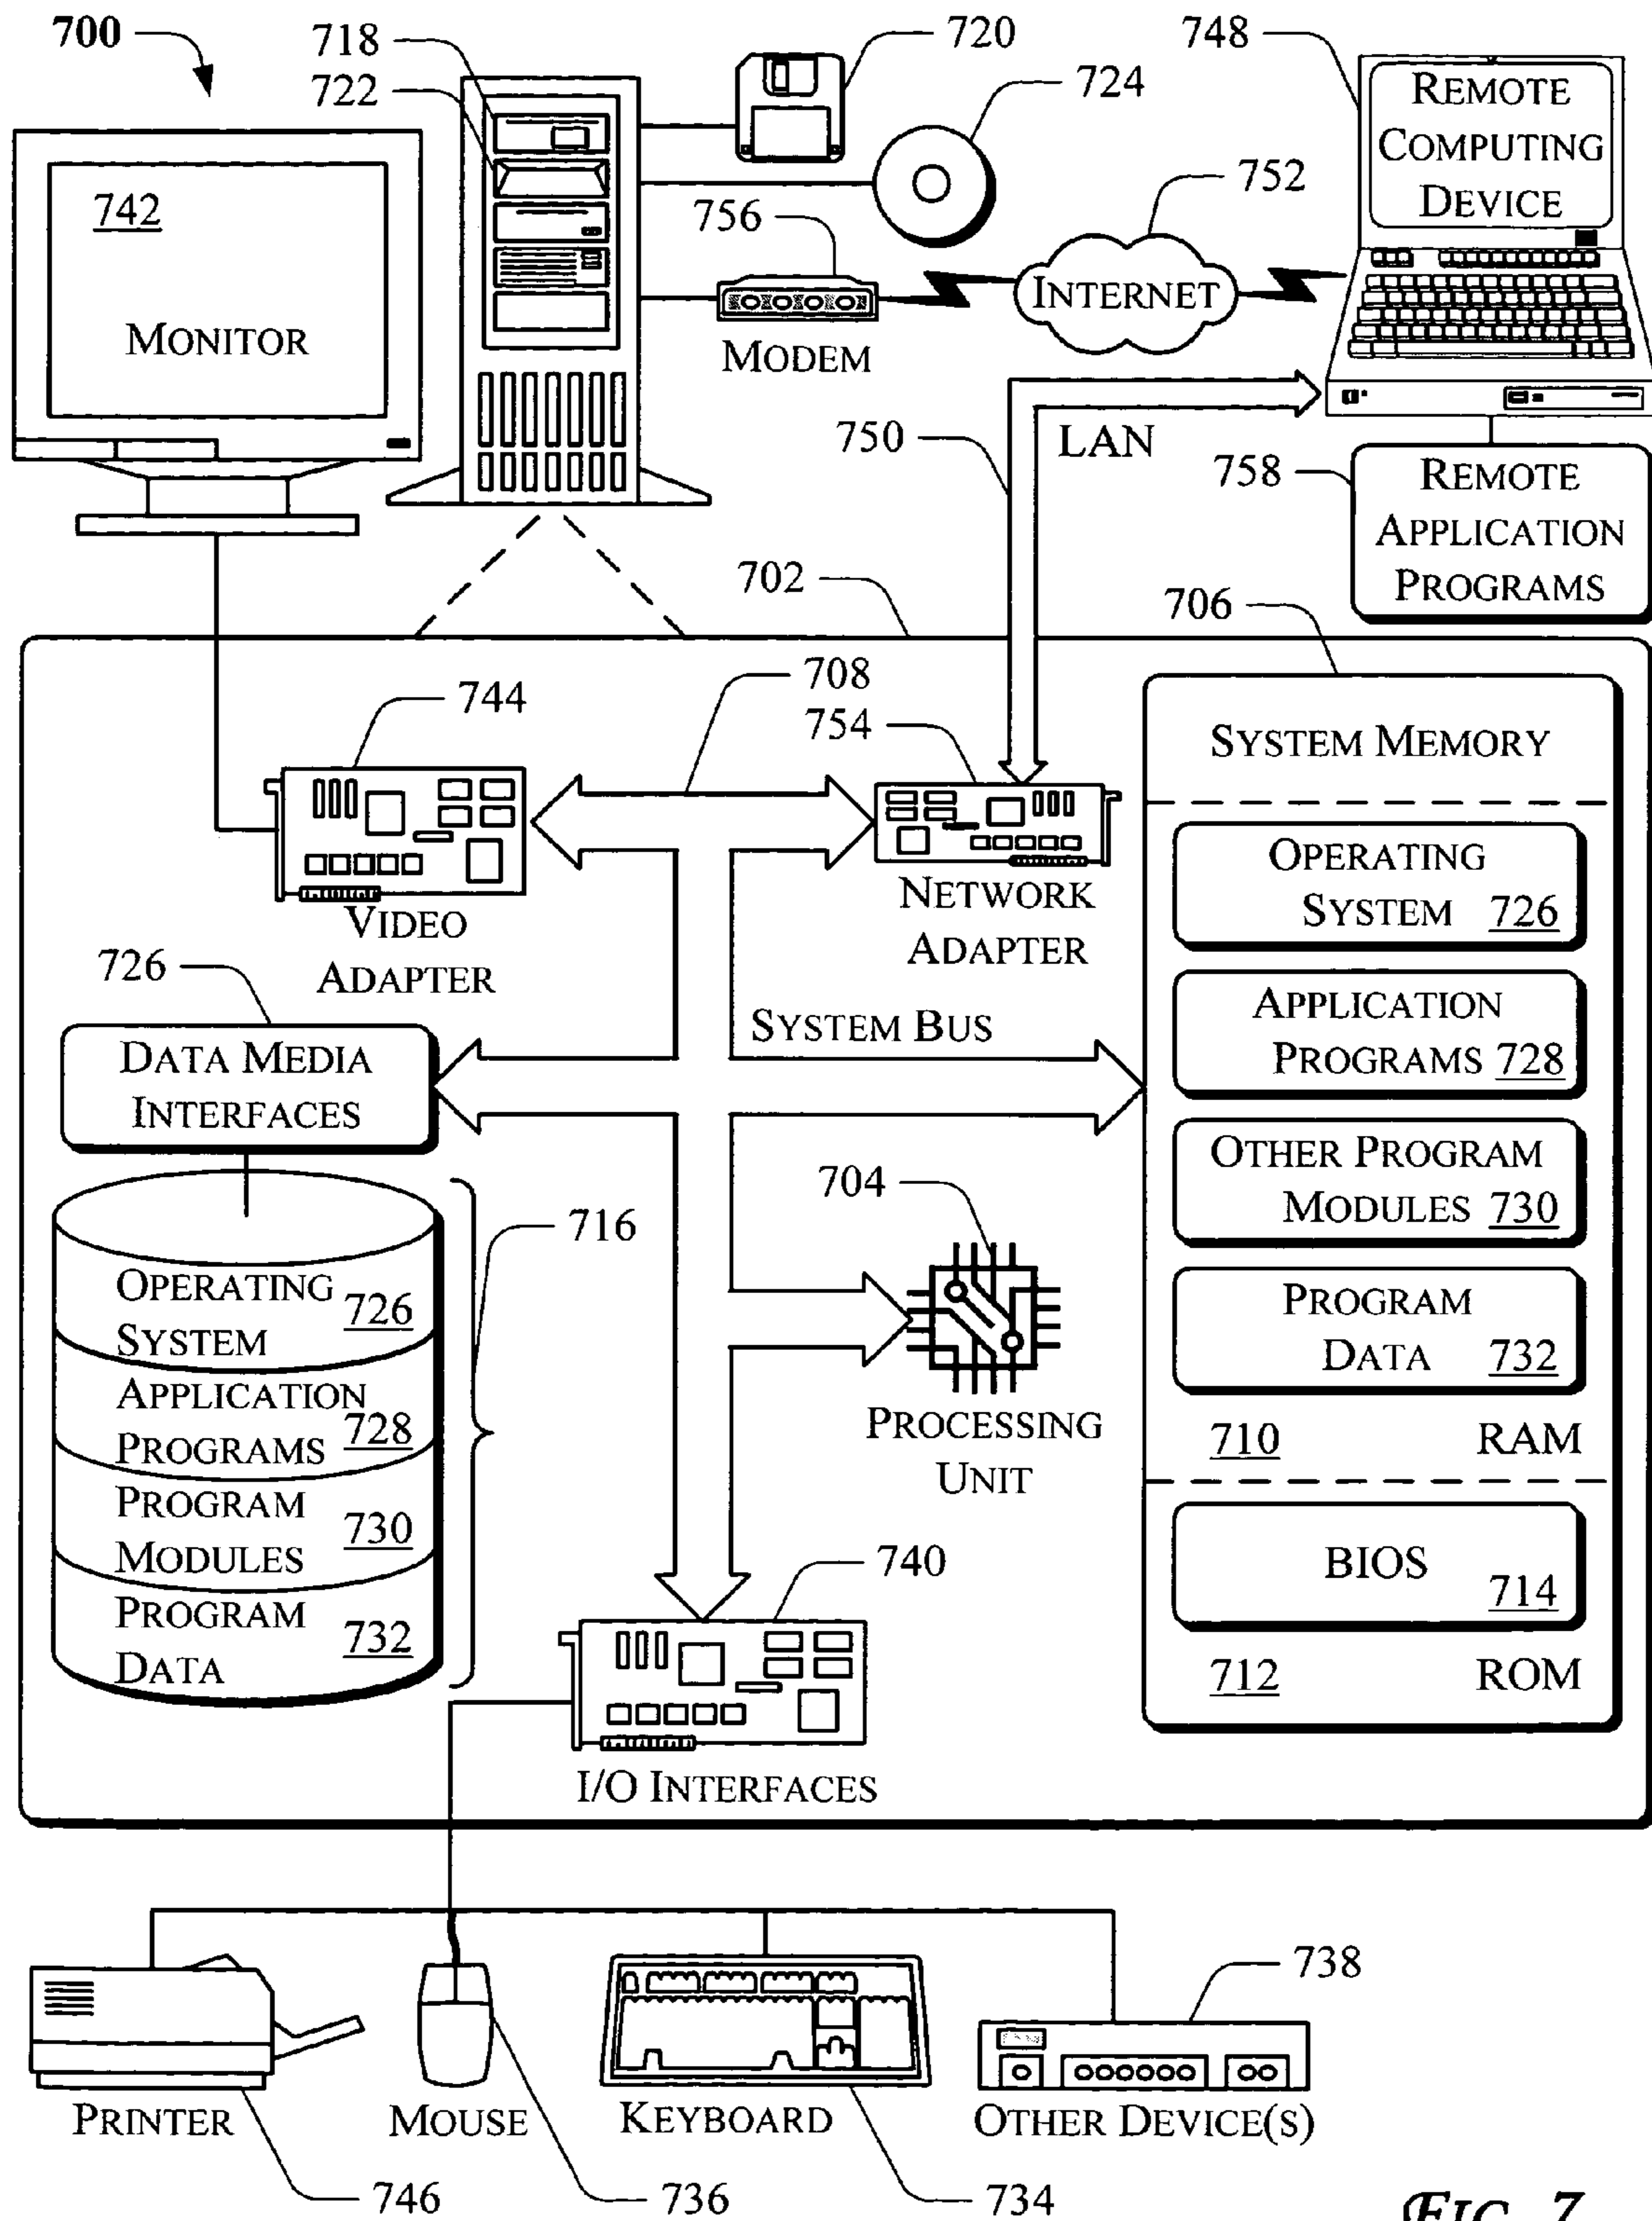 700
718
722
720
724
748
REMOTE
COMPUTING
DEVICE
742
MONITOR
756
752
INTERNET
MODEM
750
LAN
758
REMOTE
APPLICATION
PROGRAMS
702
706
708
744
754
SYSTEM MEMORY
VIDEO
ADAPTER
NETWORK
ADAPTER
OPERATING
SYSTEM 726
726
DATA MEDIA
INTERFACES
SYSTEM BUS
APPLICATION
PROGRAMS 728
OTHER PROGRAM
MODULES 730
704
716
PROGRAM
DATA 732
OPERATING
SYSTEM 726
APPLICATION
PROGRAMS 728
PROGRAM
MODULES 730
PROGRAM
DATA 732
PROCESSING
UNIT
710 RAM
BIOS
714
712 ROM
740
I/O INTERFACES
738
PRINTER
MOUSE
KEYBOARD
OTHER DEVICE(S)
746
736
734
FIG. 7